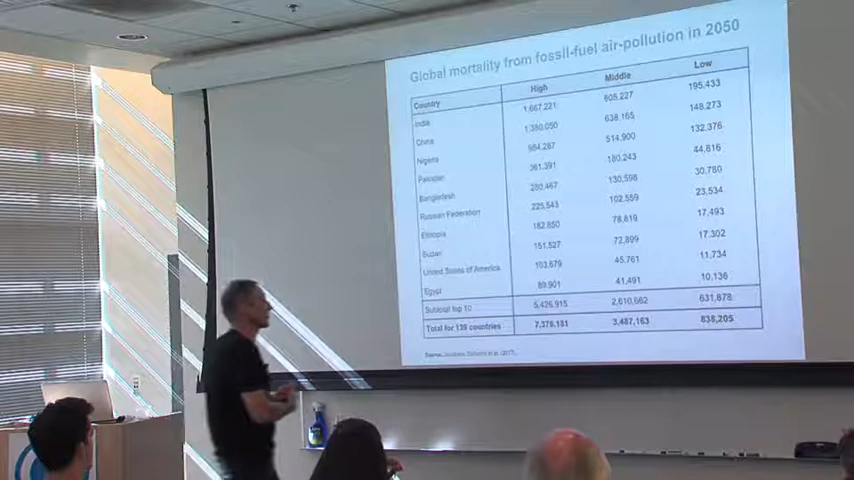 Global mortality from fossil-fuel air-pollution in 2050
Country High Middle Low
India 1,667,221 605,227 195,433
China 1,380,050 638,165 148,273
Nigeria 984,287 514,900 132,376
Pakistan 361,391 180,243 44,816
Bangladesh 280,467 130,598 30,780
Russian Federation 225,543 102,559 23,534
Ethiopia 182,850 78,819 17,493
Sudan 151,527 72,899 17,302
United States of America 103,679 45,761 11,734
Egypt 89,901 41,491 10,136
Subtotal top 10 5,426,915 2,610,662 631,878
Total for 139 countries 7,376,181 3,487,163 838,205